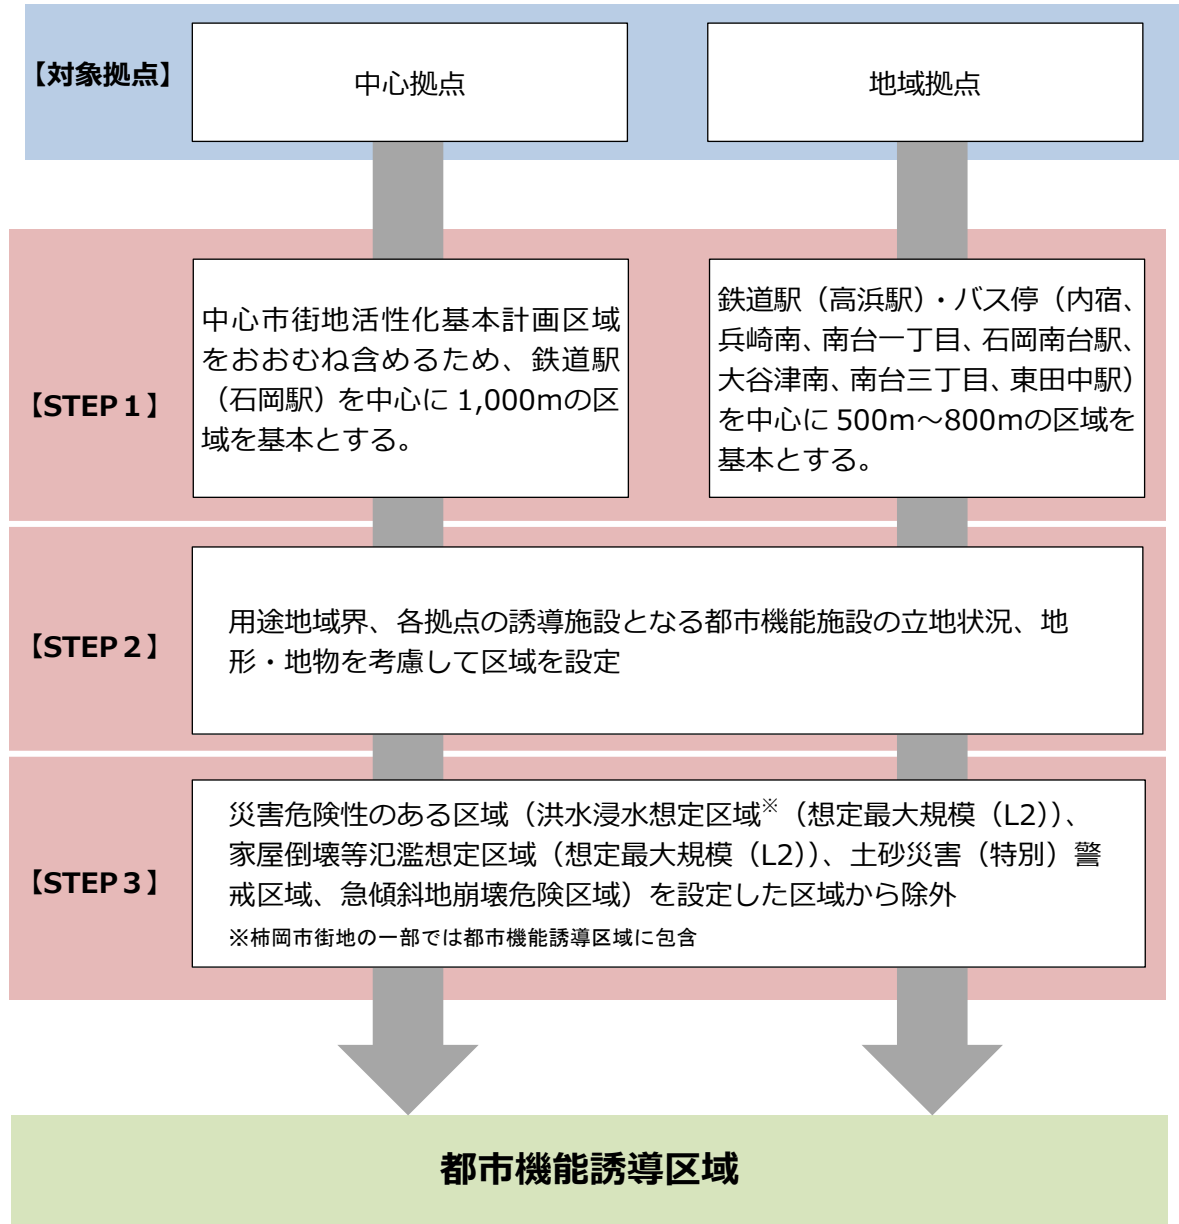 【対象拠点】
中心拠点
地域拠点
【STEP１】
中心市街地活性化基本計画区域
をおおむね含めるため、鉄道駅
（石岡駅）を中心に 1,000mの区
域を基本とする。
鉄道駅（高浜駅）・バス停（内宿、
兵崎南、南台一丁目、石岡南台駅、
大谷津南、南台三丁目、東田中駅）
を中心に 500m～800mの区域を
基本とする。
【STEP２】
用途地域界、各拠点の誘導施設となる都市機能施設の立地状況、地
形・地物を考慮して区域を設定
【STEP３】
災害危険性のある区域（洪水浸水想定区域※（想定最大規模（L2））、
家屋倒壊等氾濫想定区域（想定最大規模（L2））、土砂災害（特別）警
戒区域、急傾斜地崩壊危険区域）を設定した区域から除外
※柿岡市街地の一部では都市機能誘導区域に包含
都市機能誘導区域